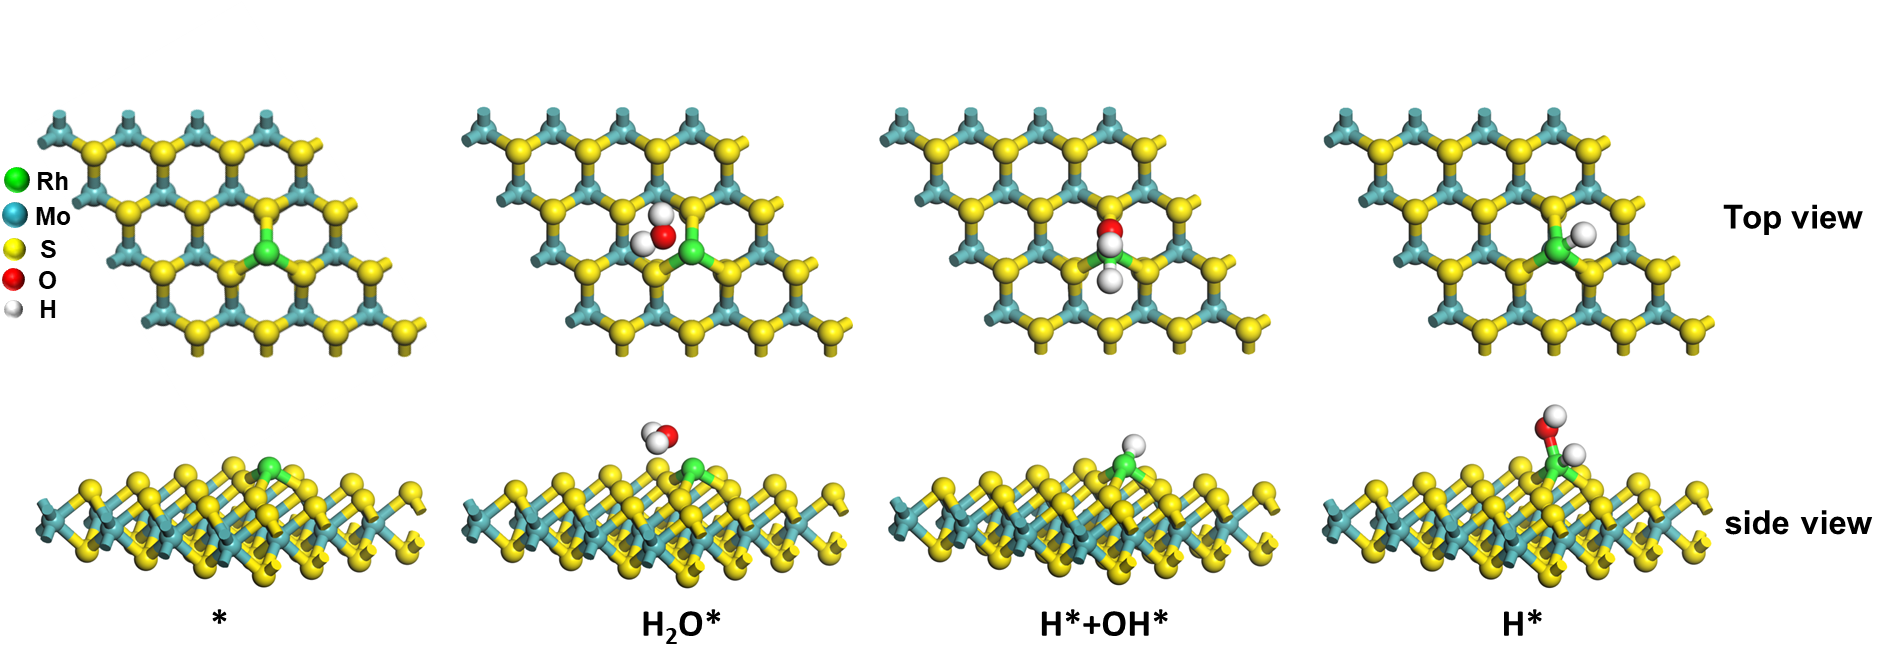 Rh
Mo
S
O
H
Top view
side view
*
H₂O*
H*+OH*
H*